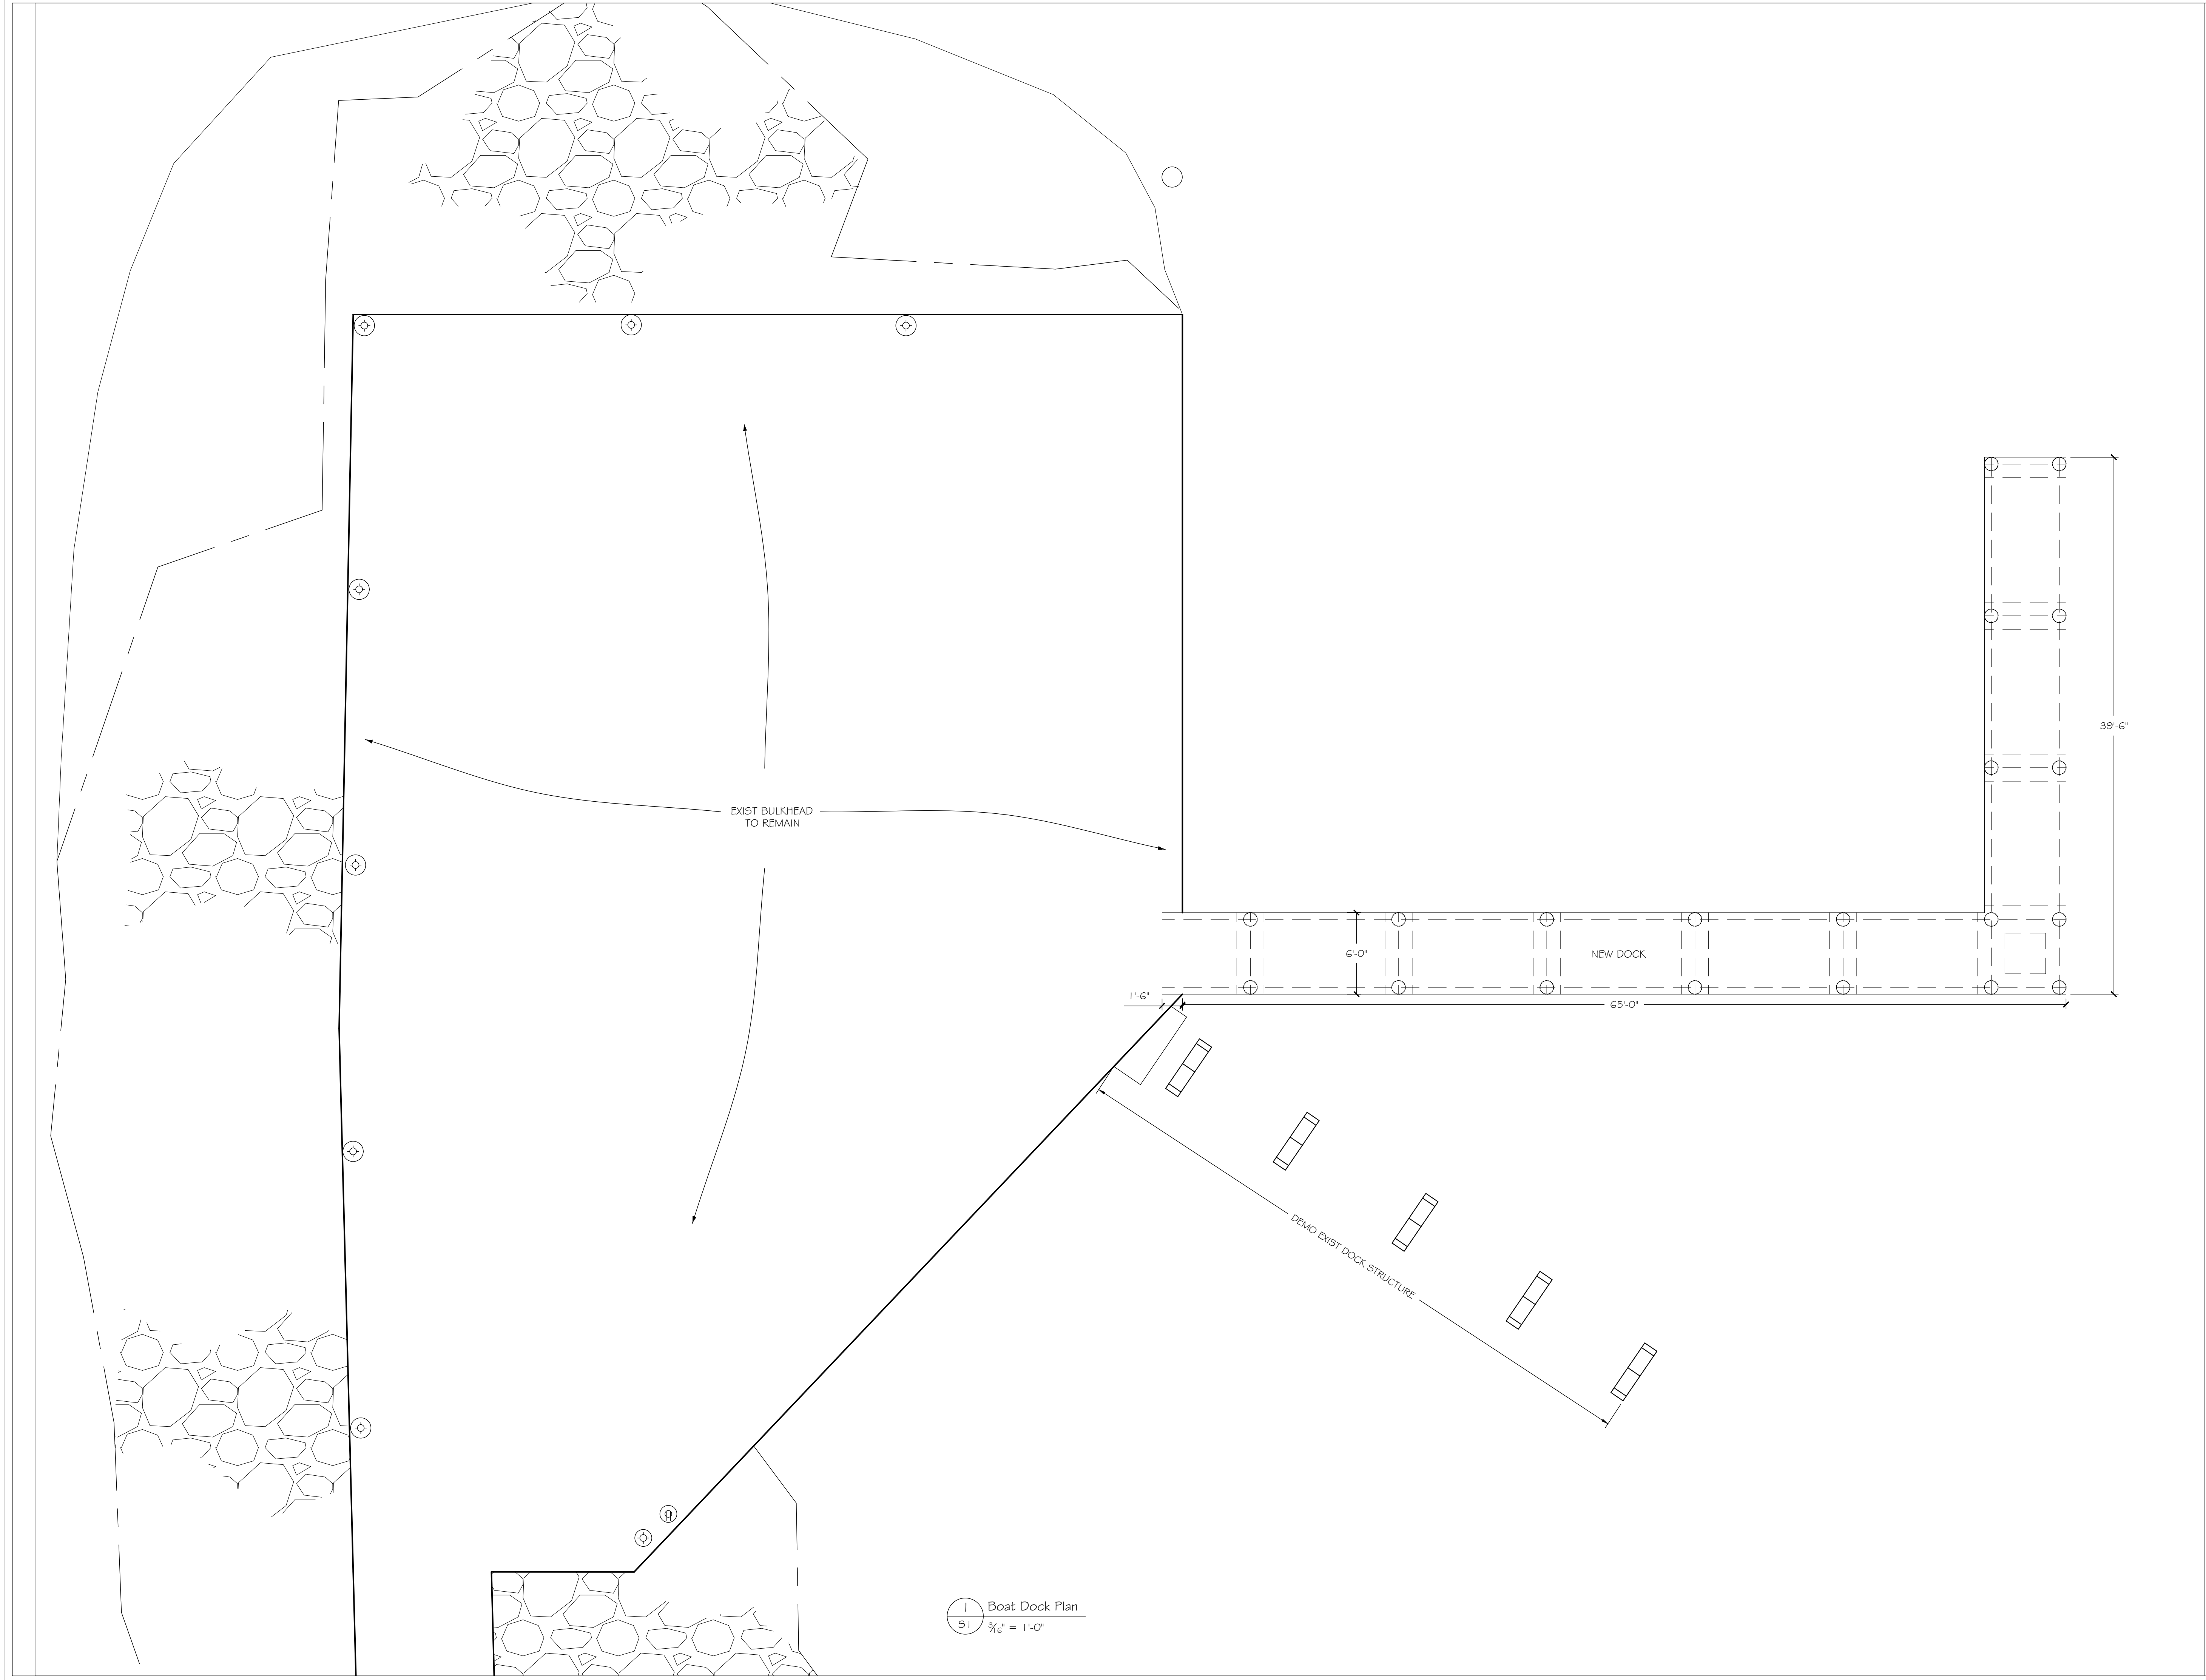 39'-6"
EXIST BULKHEAD
TO REMAIN
6'-0"
NEW DOCK
1'-6"
65'-0"
DEMO EXIST DOCK STRUCTURE
1
S1
Boat Dock Plan
3/16" = 1'-0"